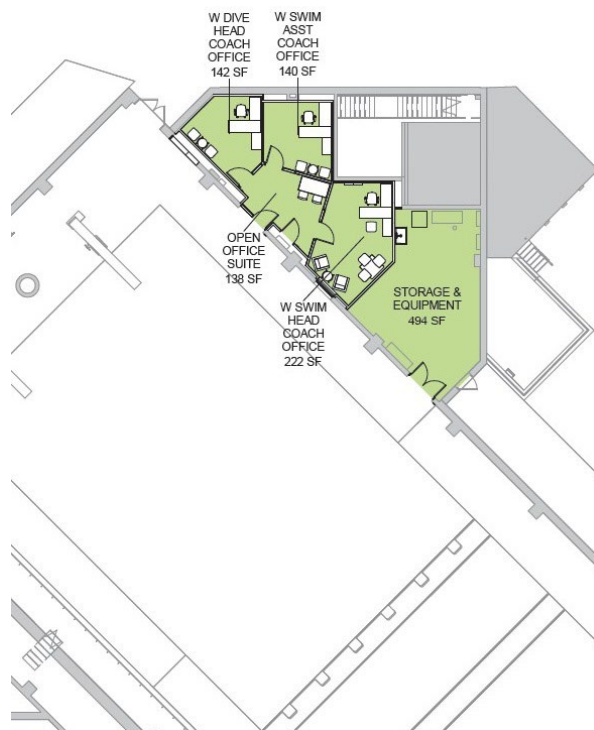 W DIVE
HEAD
COACH
OFFICE
142 SF
W SWIM
ASST
COACH
OFFICE
140 SF
OPEN
OFFICE
SUITE
138 SF
W SWIM
HEAD
COACH
OFFICE
222 SF
STORAGE &
EQUIPMENT
494 SF